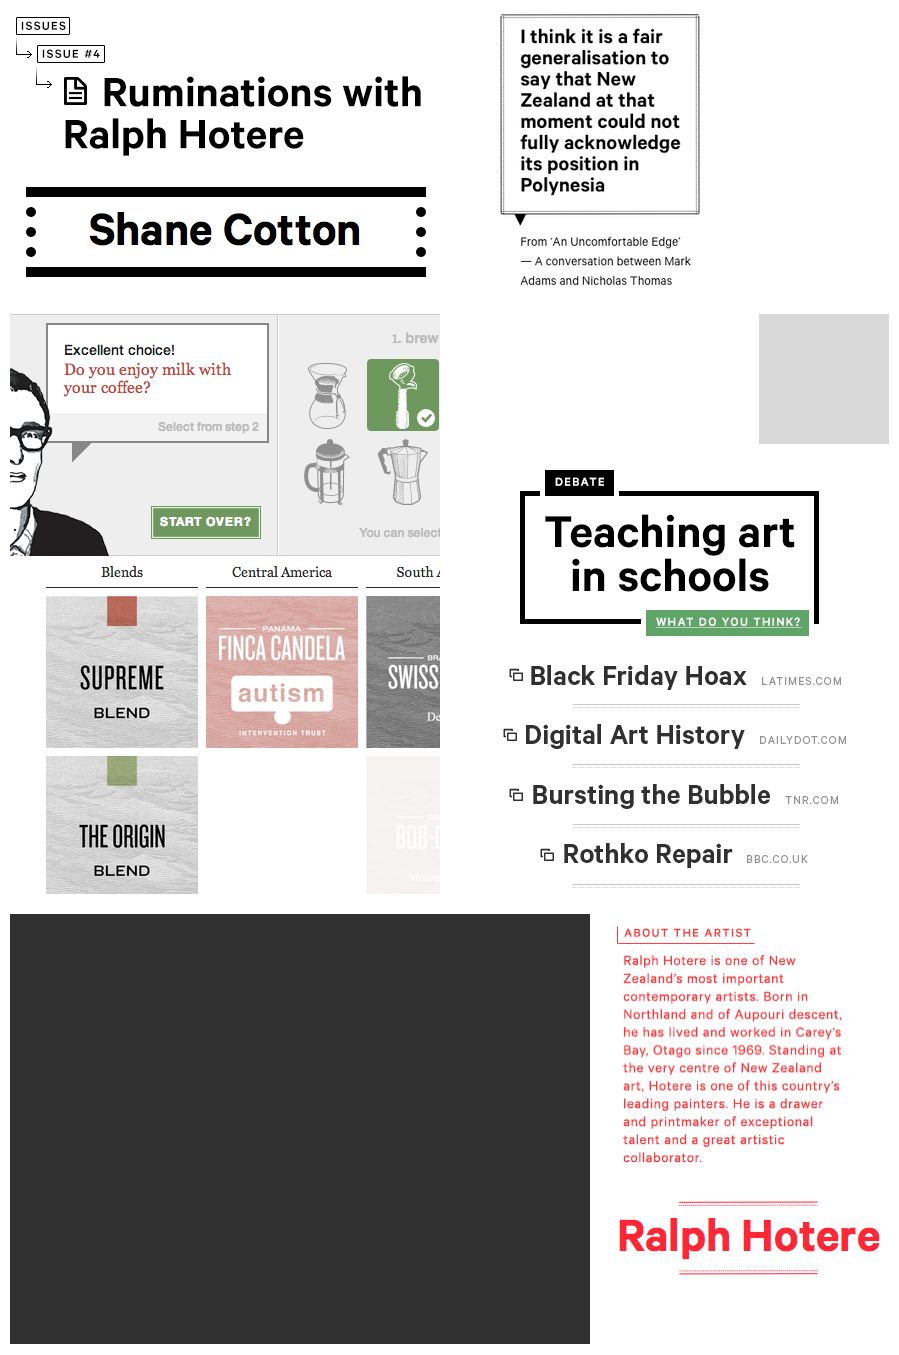 ISSUES
ISSUE #4
Ruminations with
Ralph Hotere
Shane Cotton
I think it is a fair
generalisation to
say that New
Zealand at that
moment could not
fully acknowledge
its position in
Polynesia
From ‘An Uncomfortable Edge’
— A conversation between Mark
Adams and Nicholas Thomas
Excellent choice!
Do you enjoy milk with
your coffee?
Select from step 2
START OVER?
1. brew
You can select
Blends
Central America
South A
SUPREME
BLEND
PANAMA
FINCA CANDELA
autism
INTERVENTION TRUST
BRA
SWISS
De
THE ORIGIN
BLEND
BRA
BOB-O
Mediu
DEBATE
Teaching art
in schools
WHAT DO YOU THINK?
Black Friday Hoax LATIMES.COM
Digital Art History DAILYDOT.COM
Bursting the Bubble TNR.COM
Rothko Repair BBC.CO.UK
ABOUT THE ARTIST
Ralph Hotere is one of New
Zealand’s most important
contemporary artists. Born in
Northland and of Aupouri descent,
he has lived and worked in Carey’s
Bay, Otago since 1969. Standing at
the very centre of New Zealand
art, Hotere is one of this country’s
leading painters. He is a drawer
and printmaker of exceptional
talent and a great artistic
collaborator.
Ralph Hotere